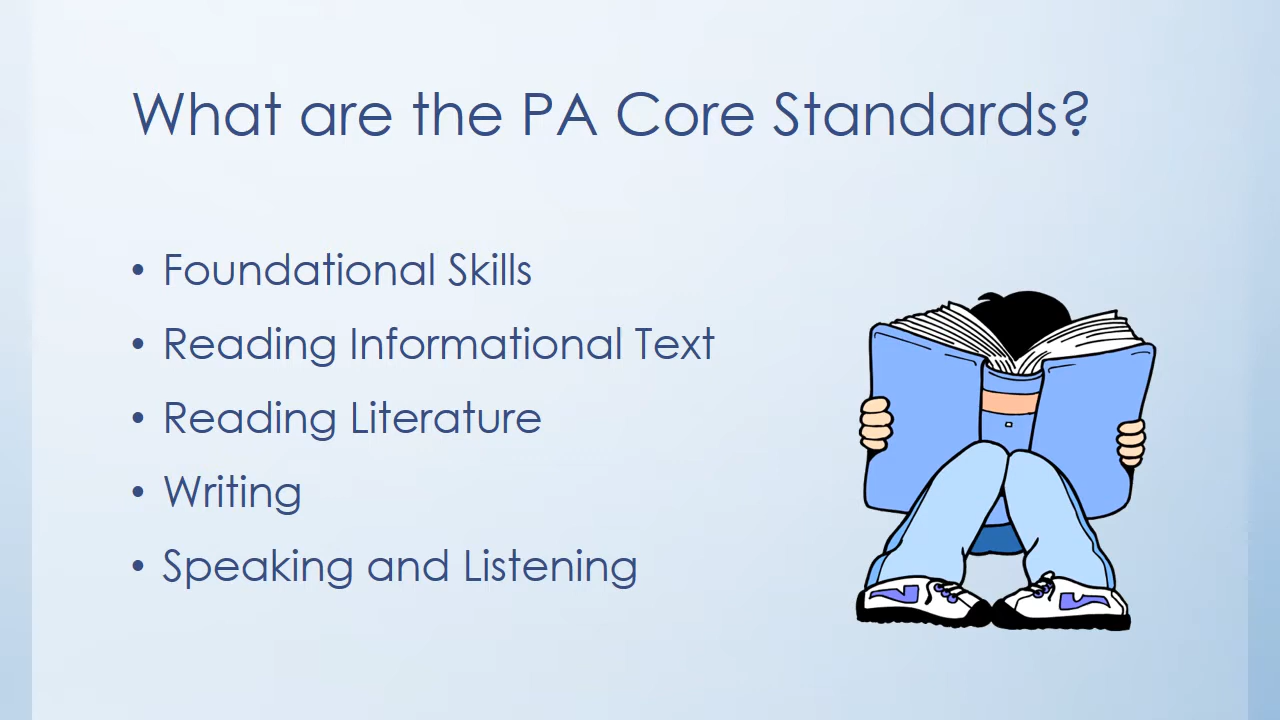 What are the PA Core Standards?
• Foundational Skills
• Reading Informational Text
• Reading Literature
• Writing
• Speaking and Listening